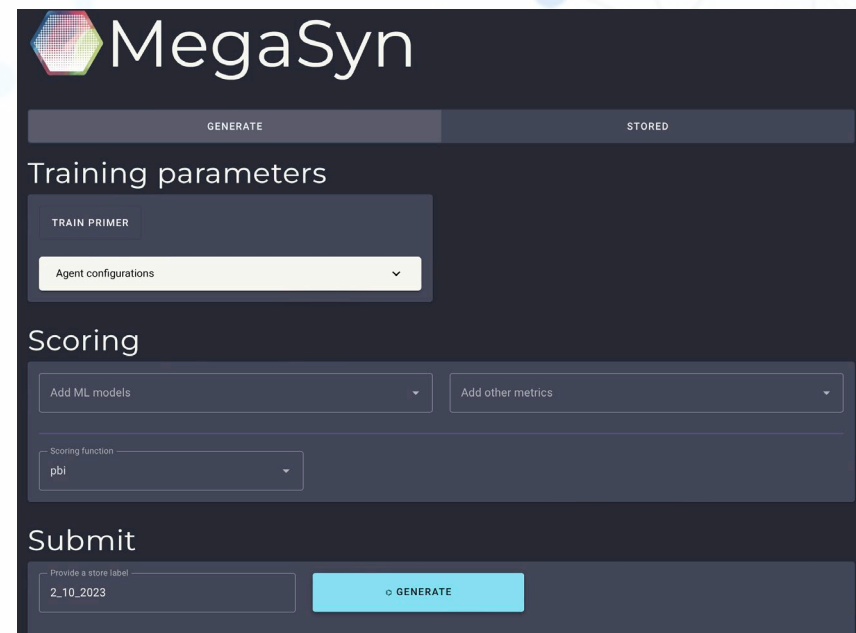 MegaSyn
GENERATE
STORED
Training parameters
TRAIN PRIMER
Agent configurations
Scoring
Add ML models
Add other metrics
Scoring function
pbi
Submit
Provide a store label
2_10_2023
GENERATE